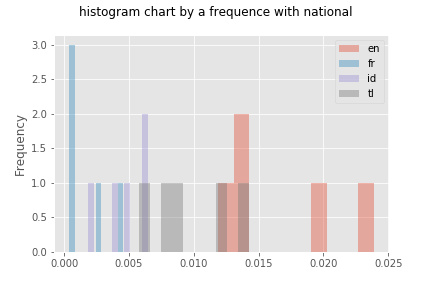 histogram chart by a frequence with national
en
fr
id
tl
Frequency
3.0
2.5
2.0
1.5
1.0
0.5
0.0
0.000 0.005 0.010 0.015 0.020 0.025